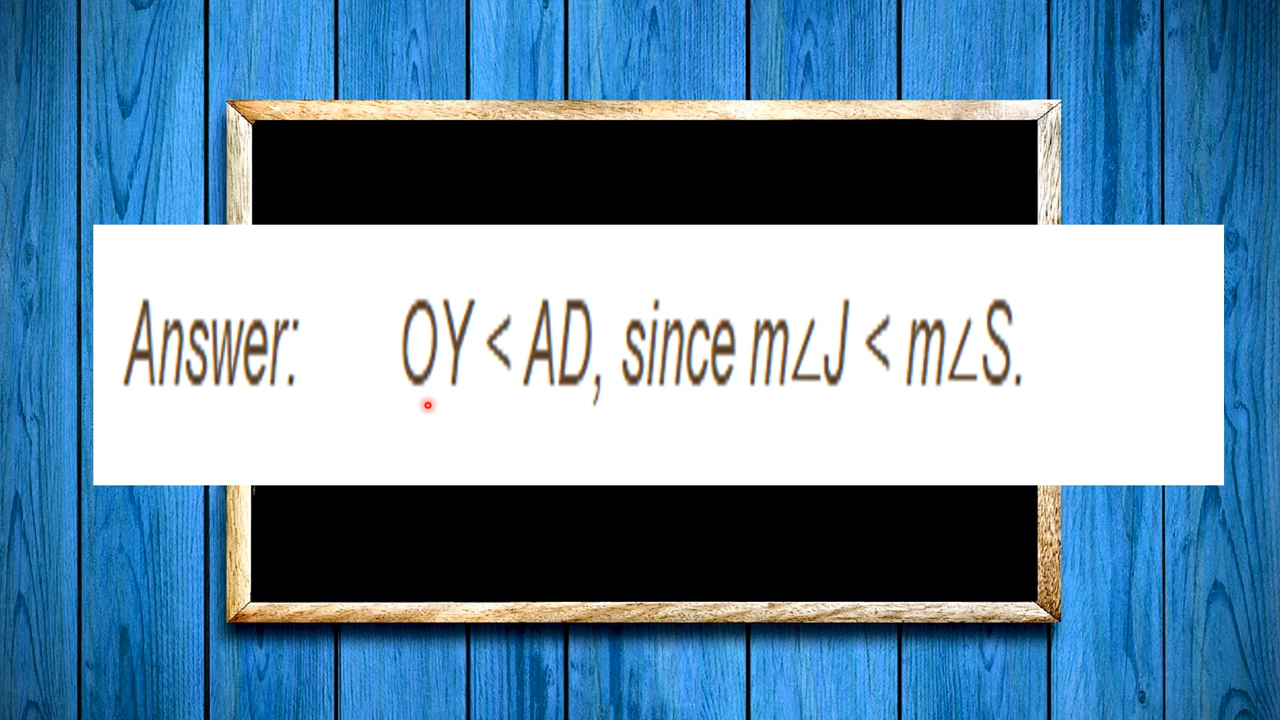 Answer: OY < AD, since m∠J < m∠S.